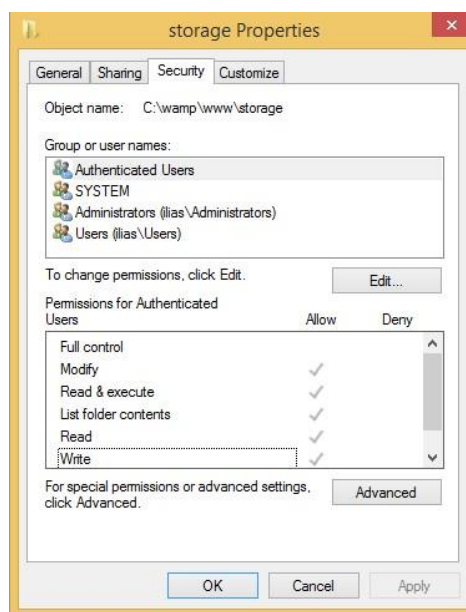 storage Properties
General Sharing Security Customize
Object name: C:\wamp\www\storage
Group or user names:
Authenticated Users
SYSTEM
Administrators (ilias\Administrators)
Users (ilias\Users)
To change permissions, click Edit.
Edit...
Permissions for Authenticated
Users Allow Deny
Full control
Modify
Read & execute
List folder contents
Read
Write
For special permissions or advanced settings,
click Advanced.
Advanced
OK Cancel Apply